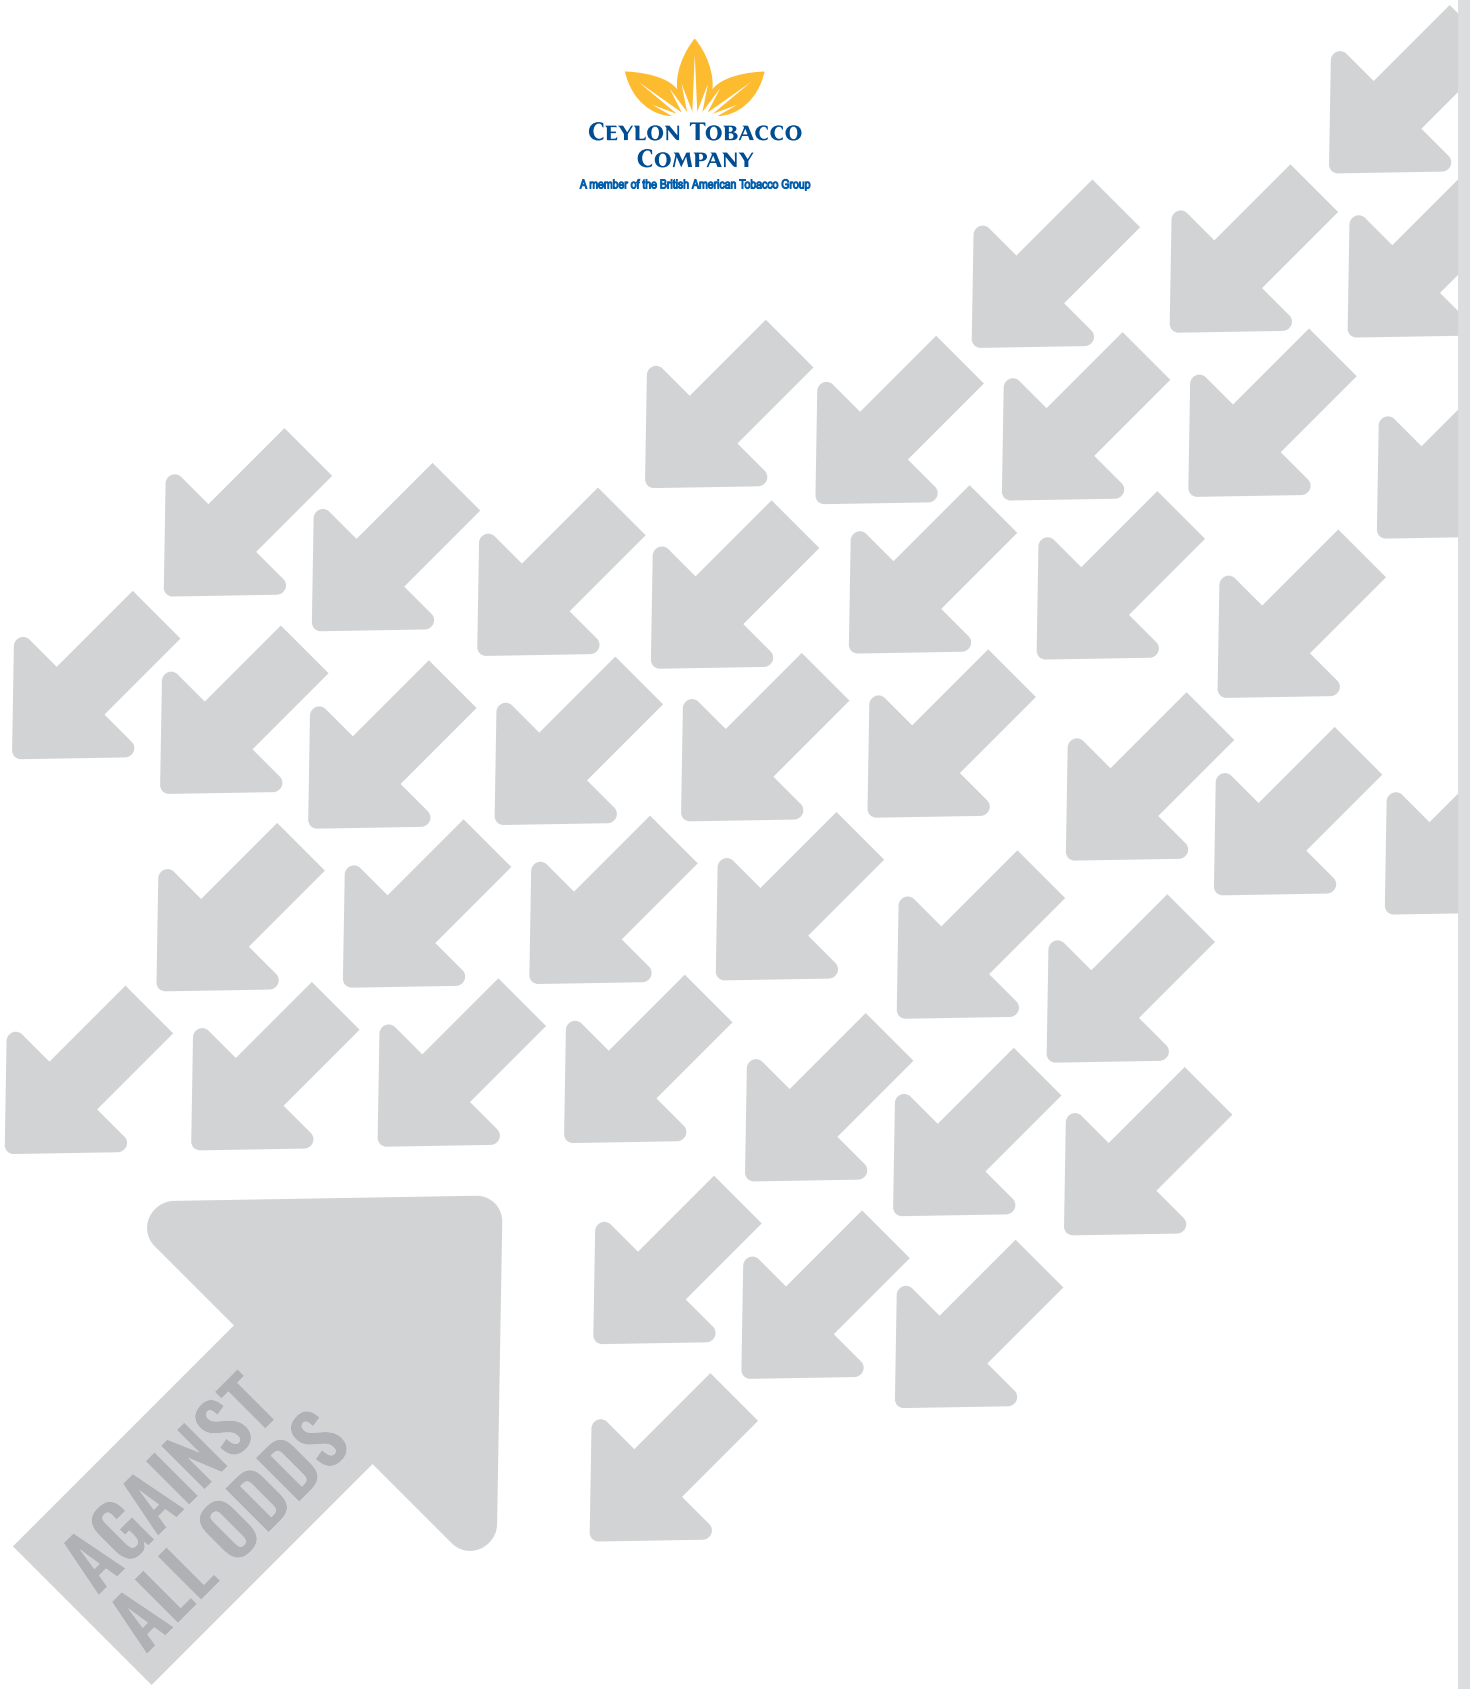 CEYLON TOBACCO
COMPANY
A member of the British American Tobacco Group
AGAINST
ALL ODDS